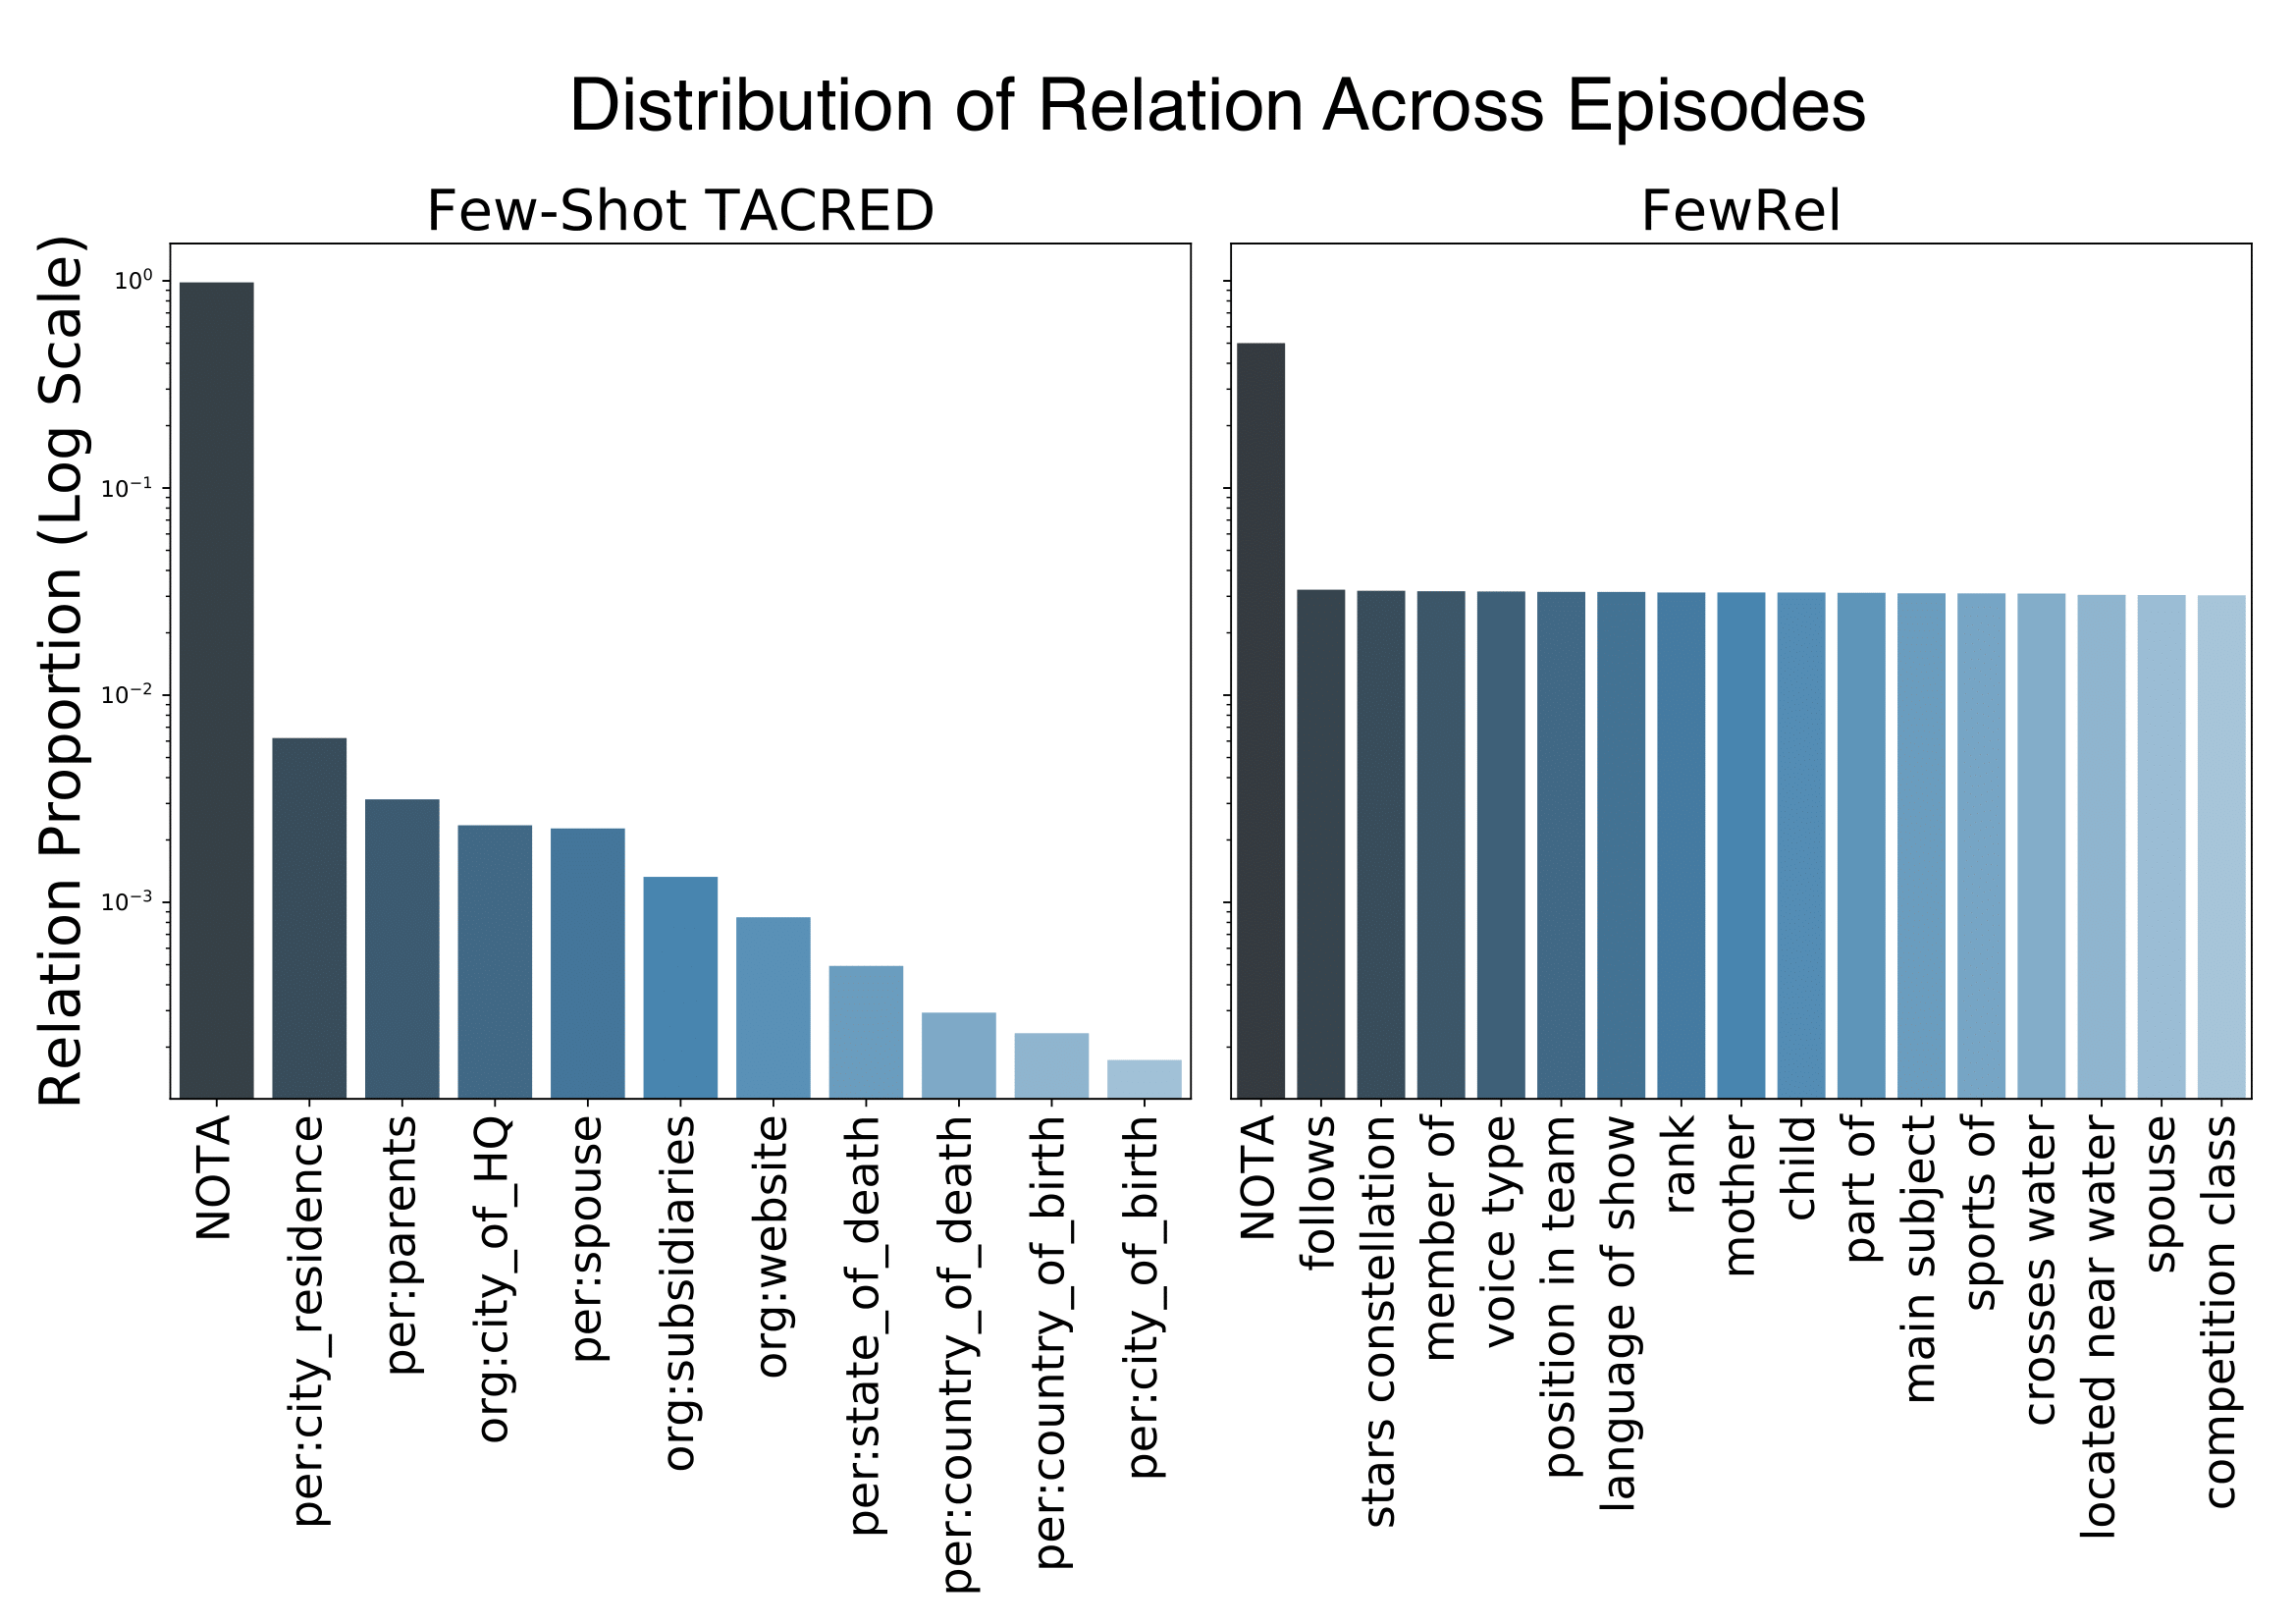 Distribution of Relation Across Episodes
Few-Shot TACRED
FewRel
Relation Proportion (Log Scale)
10⁰
10⁻¹
10⁻²
10⁻³
NOTA
per:city_residence
per:parents
org:city_of_HQ
per:spouse
org:subsidiaries
org:website
per:state_of_death
per:country_of_death
per:country_of_birth
per:city_of_birth
NOTA
follows
stars constellation
member of
voice type
position in team
language of show
rank
mother
child
part of
main subject
sports of
crosses water
located near water
spouse
competition class